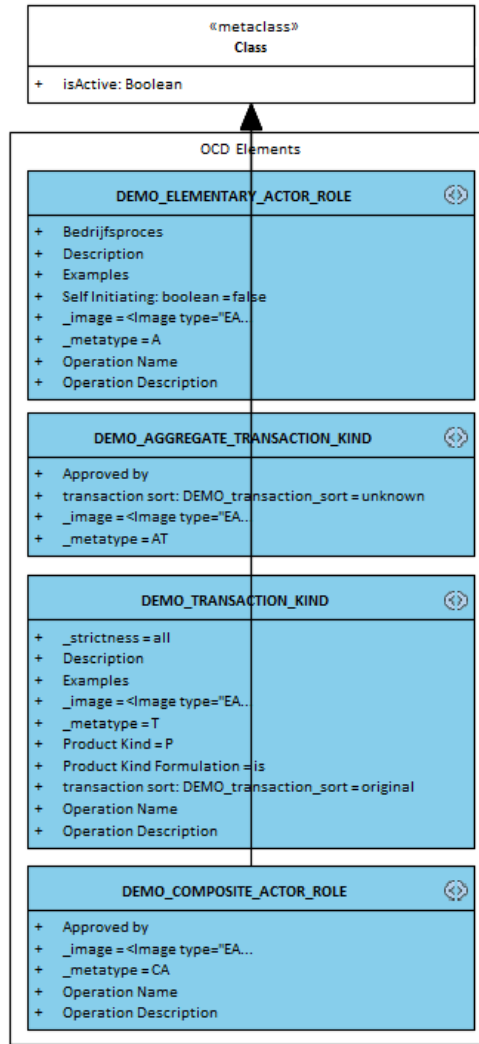 «metaclass»
Class
+ isActive: Boolean
OCD Elements
DEMO_ELEMENTARY_ACTOR_ROLE
+ Bedrijfsproces
+ Description
+ Examples
+ Self Initiating: boolean = false
+ _image = <Image type="EA...
+ _metatype = A
+ Operation Name
+ Operation Description
DEMO_AGGREGATE_TRANSACTION_KIND
+ Approved by
+ transaction sort: DEMO_transaction_sort = unknown
+ _image = <Image type="EA...
+ _metatype = AT
DEMO_TRANSACTION_KIND
+ _strictness = all
+ Description
+ Examples
+ _image = <Image type="EA...
+ _metatype = T
+ Product Kind = P
+ Product Kind Formulation = is
+ transaction sort: DEMO_transaction_sort = original
+ Operation Name
+ Operation Description
DEMO_COMPOSITE_ACTOR_ROLE
+ Approved by
+ _image = <Image type="EA...
+ _metatype = CA
+ Operation Name
+ Operation Description